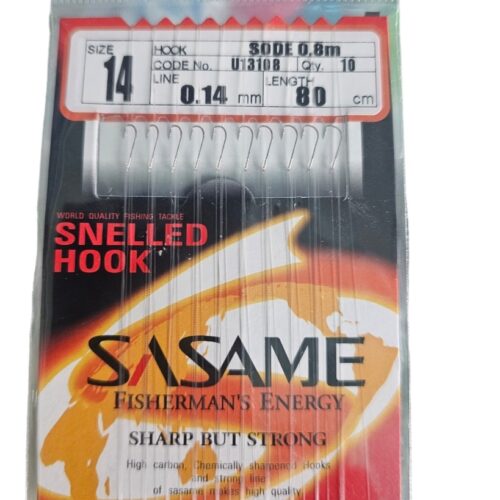 SIZE 14 HOOK SODE 0,8m
CODE No. U13108 Qty. 10
LINE 0.14 mm LENGTH 80 cm
WORLD QUALITY FISHING TACKLE
SNELLED
HOOK
SASAME
FISHERMAN'S ENERGY
SHARP BUT STRONG
High carbon, Chemically sharpened Hooks
and strong line
of sasame makes high quality